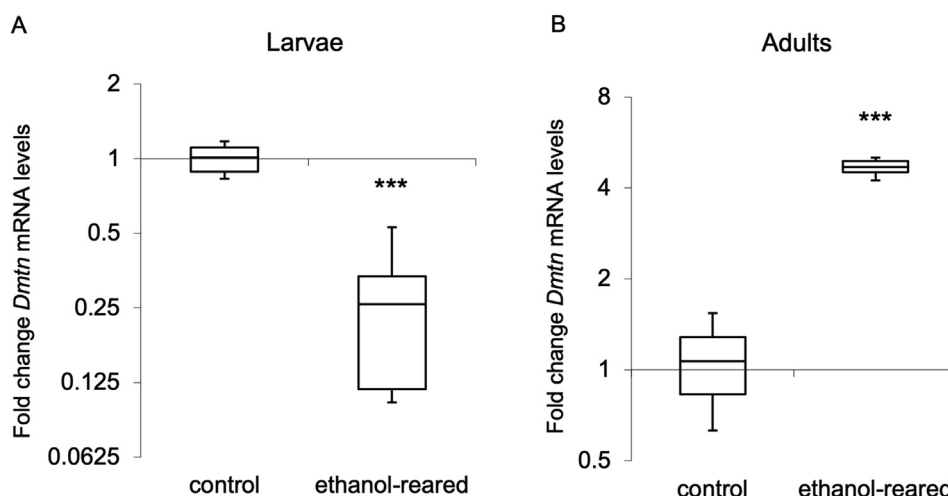 A
Larvae
Fold change Dmtn mRNA levels
2
1
0.5
0.25
0.125
0.0625
***
control
ethanol-reared
B
Adults
Fold change Dmtn mRNA levels
8
4
2
1
0.5
***
control
ethanol-reared